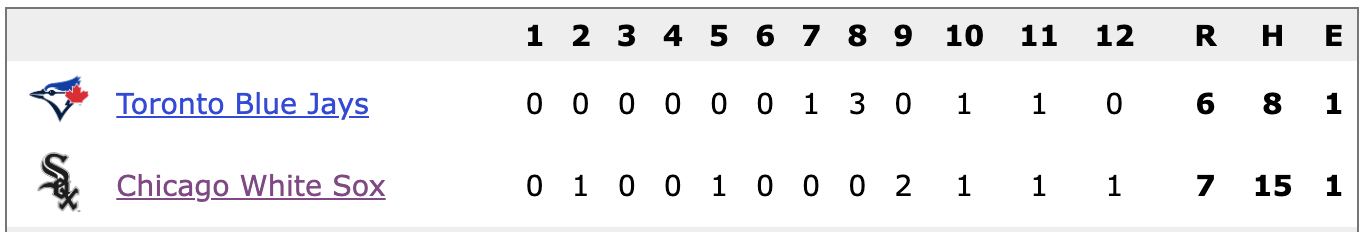 1 2 3 4 5 6 7 8 9 10 11 12 R H E
Toronto Blue Jays 0 0 0 0 0 0 1 3 0 1 1 0 6 8 1
Sox
Chicago White Sox 0 1 0 0 1 0 0 0 2 1 1 1 7 15 1